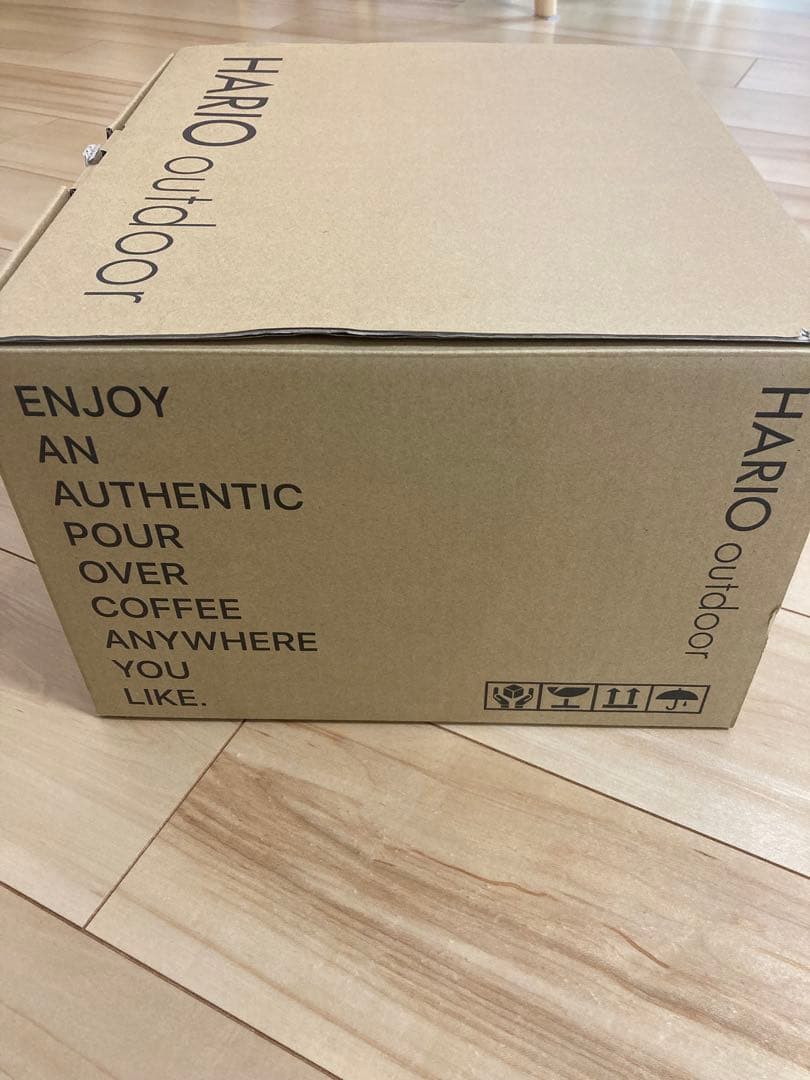 HARIO outdoor
ENJOY
AN
AUTHENTIC
POUR
OVER
COFFEE
ANYWHERE
YOU
LIKE.
HARIO outdoor